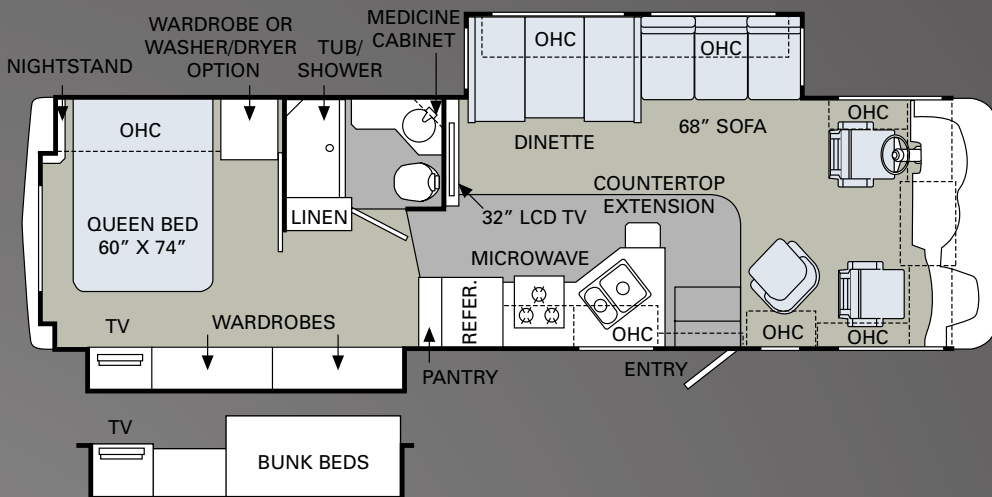 NIGHTSTAND
WARDROBE OR
WASHER/DRYER
OPTION
TUB/
SHOWER
MEDICINE
CABINET
OHC
OHC
OHC
OHC
DINETTE
68” SOFA
QUEEN BED
60” X 74”
LINEN
32” LCD TV
COUNTERTOP
EXTENSION
MICROWAVE
REFER.
TV
WARDROBES
PANTRY
OHC
ENTRY
OHC
OHC
TV
BUNK BEDS